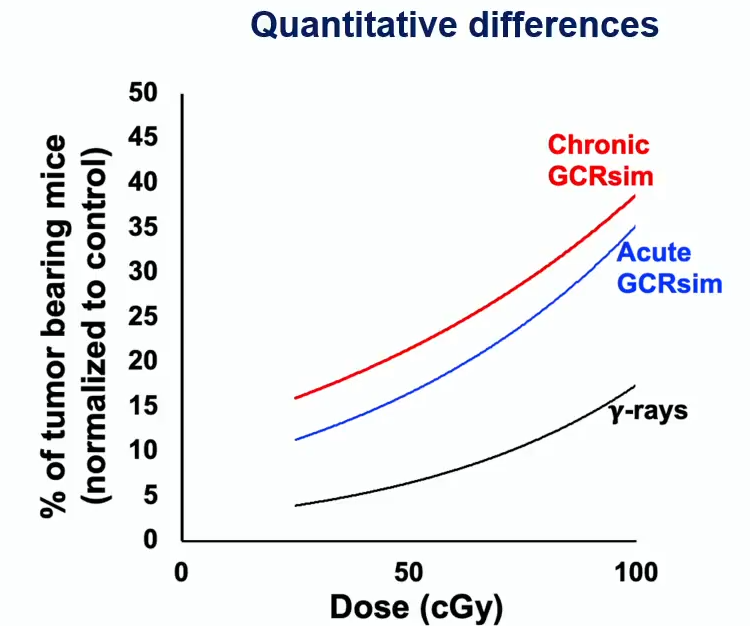 Quantitative differences
% of tumor bearing mice
(normalized to control)
50
45
40
35
30
25
20
15
10
5
0
Chronic
GCRsim
Acute
GCRsim
γ-rays
0
50
100
Dose (cGy)